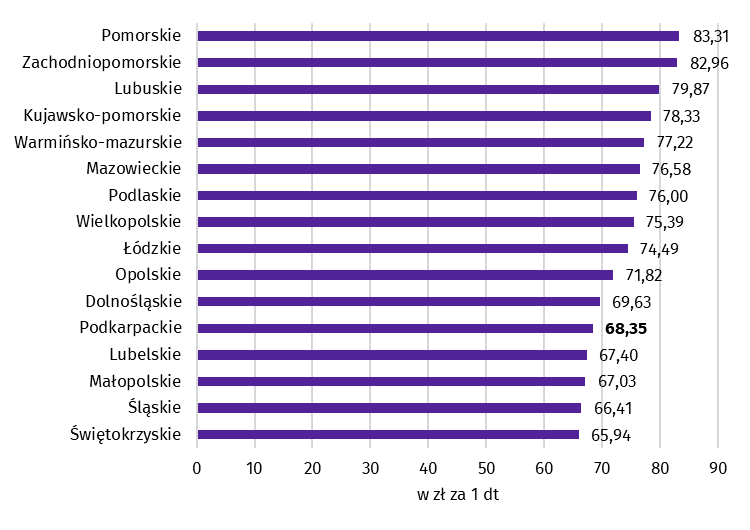 Pomorskie 83,31
Zachodniopomorskie 82,96
Lubuskie 79,87
Kujawsko-pomorskie 78,33
Warmińsko-mazurskie 77,22
Mazowieckie 76,58
Podlaskie 76,00
Wielkopolskie 75,39
Łódzkie 74,49
Opolskie 71,82
Dolnośląskie 69,63
Podkarpackie 68,35
Lubelskie 67,40
Małopolskie 67,03
Śląskie 66,41
Świętokrzyskie 65,94
0 10 20 30 40 50 60 70 80 90
w zł za 1 dt